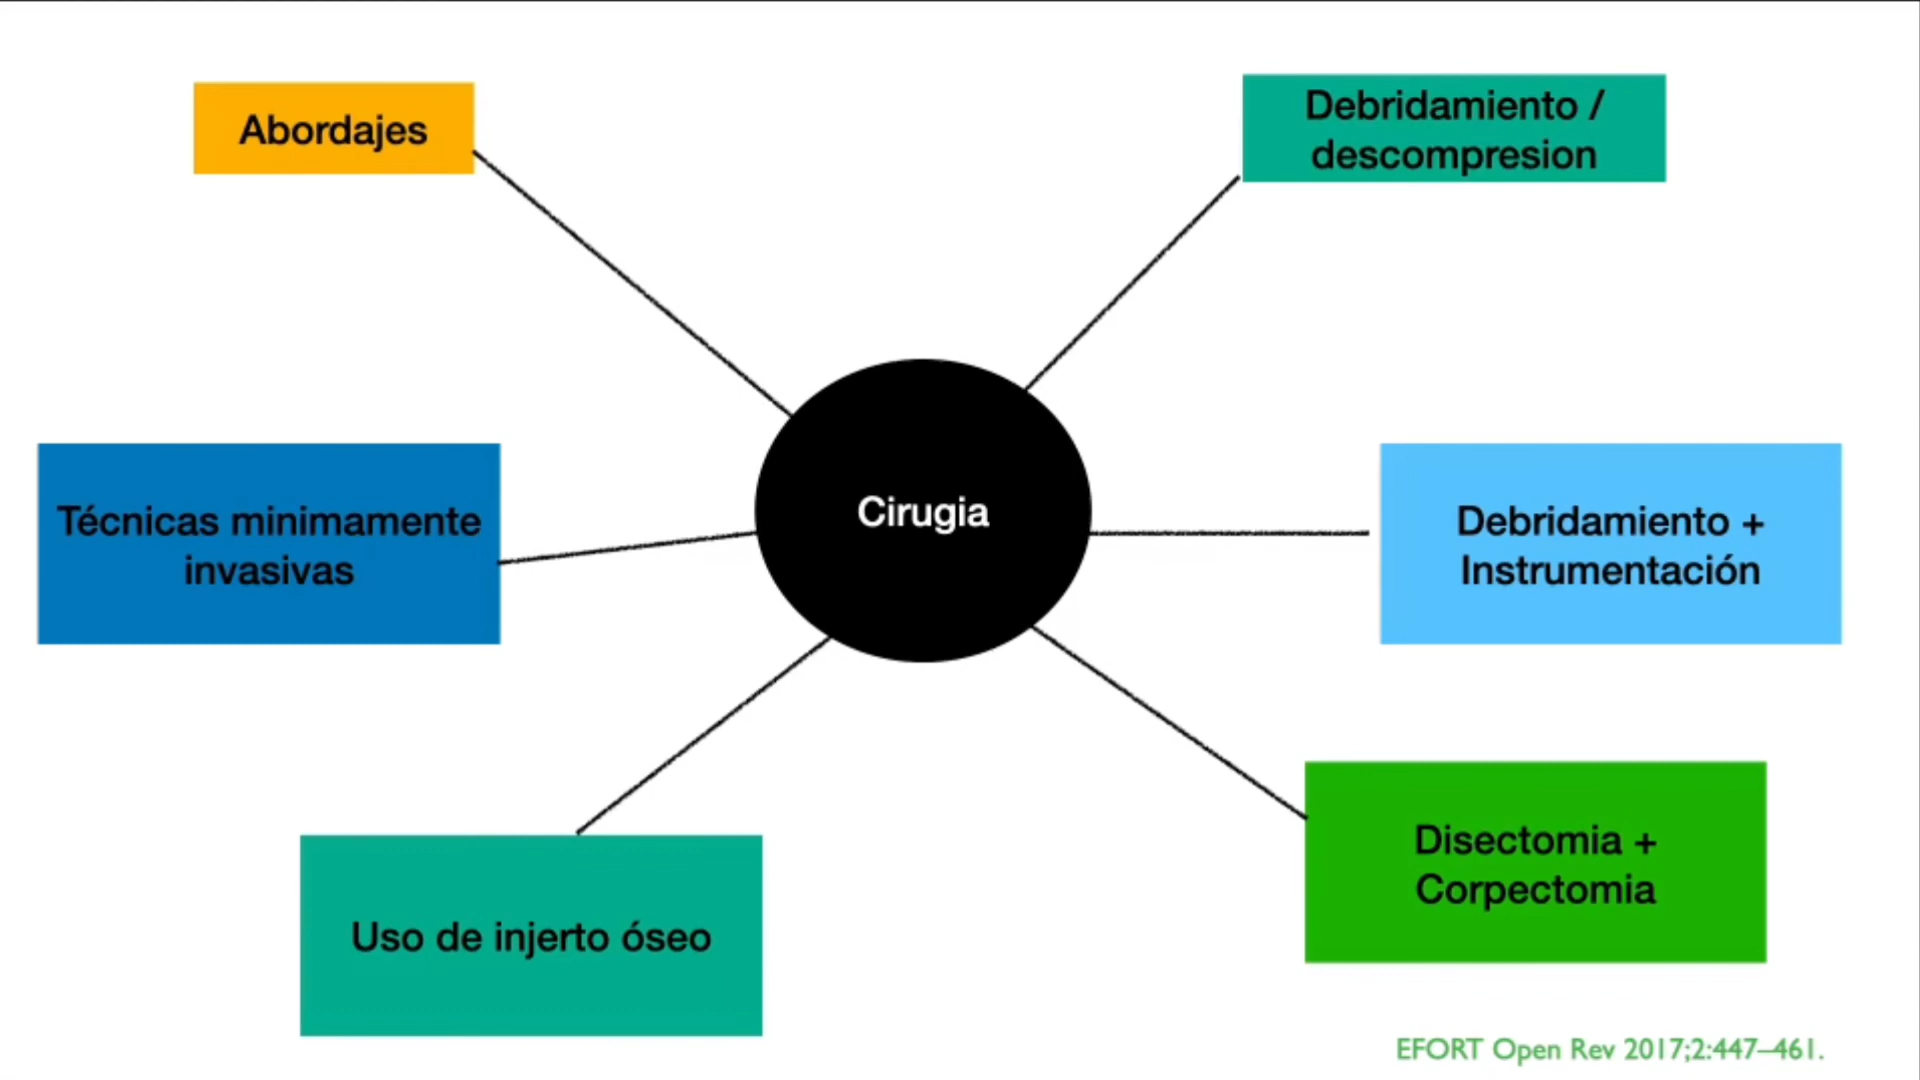 Abordajes
Debridamiento /
descompresion
Técnicas minimamente
invasivas
Cirugia
Debridamiento +
Instrumentación
Uso de injerto óseo
Disectomia +
Corpectomia
EFORT Open Rev 2017;2:447–461.